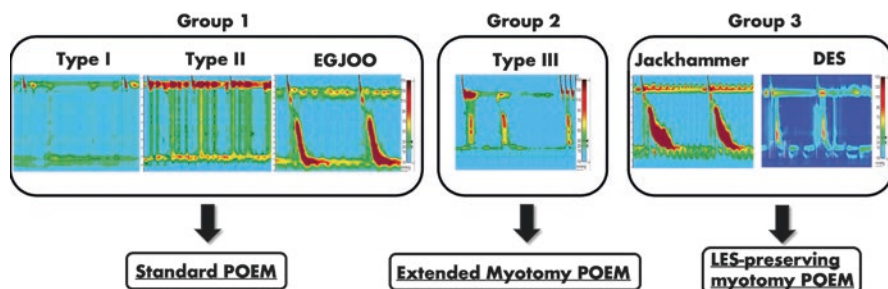 Group 1
Group 2
Group 3
Type I
Type II
EGJOO
Type III
Jackhammer
DES
Standard POEM
Extended Myotomy POEM
LES-preserving
myotomy POEM